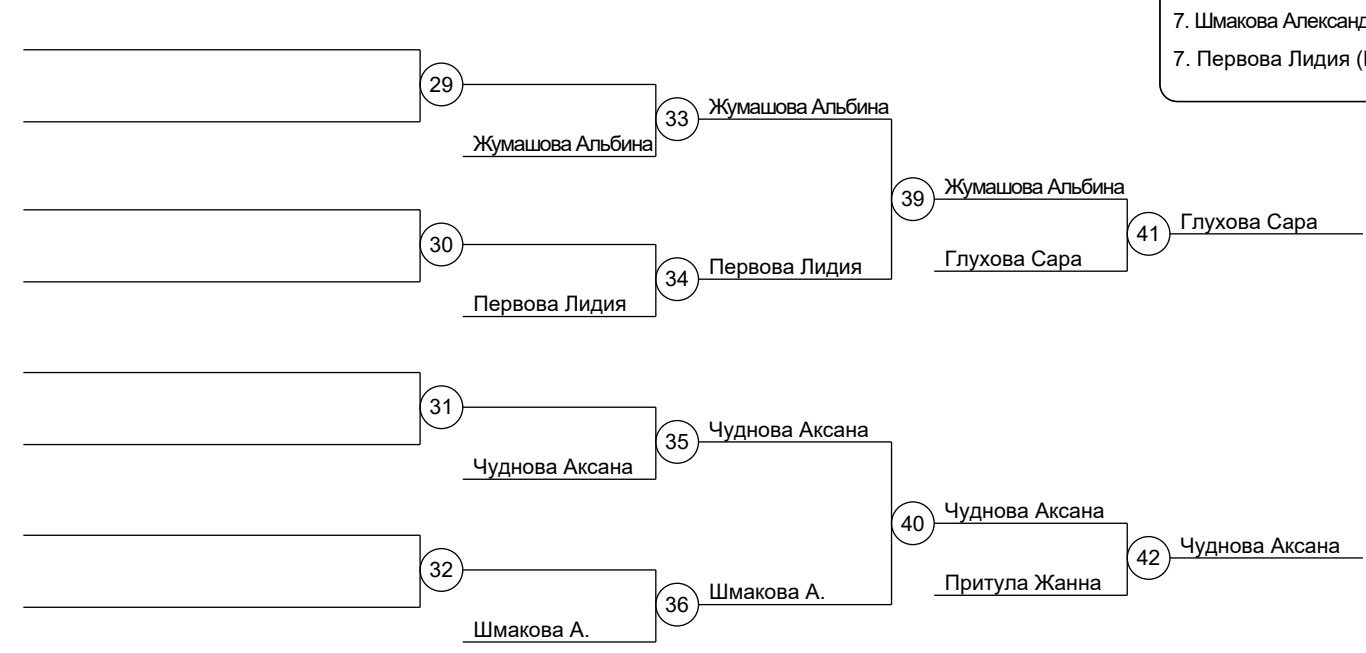 7. Шмакова Александ
7. Первова Лидия (
29
33
Жумашова Альбина
Жумашова Альбина
39
Жумашова Альбина
41
Глухова Сара
30
Глухова Сара
34
Первова Лидия
Первова Лидия
31
35
Чуднова Аксана
Чуднова Аксана
40
Чуднова Аксана
42
Чуднова Аксана
32
Притула Жанна
36
Шмакова А.
Шмакова А.